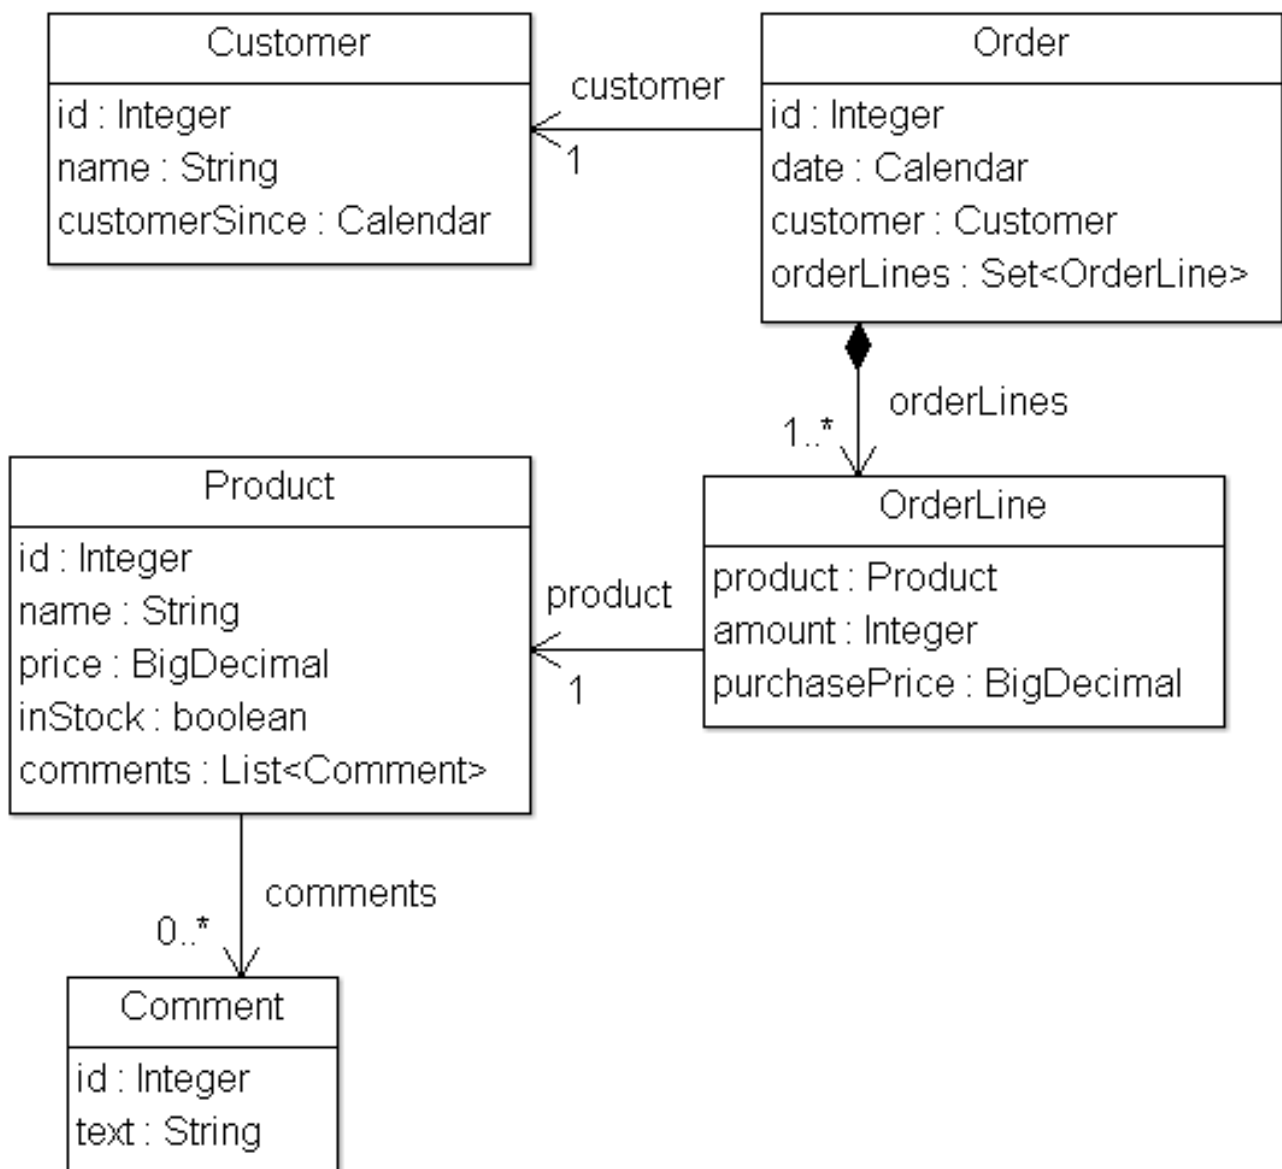 Customer
id : Integer
name : String
customerSince : Calendar
customer
1
Order
id : Integer
date : Calendar
customer : Customer
orderLines : Set<OrderLine>
orderLines
1..*
Product
id : Integer
name : String
price : BigDecimal
inStock : boolean
comments : List<Comment>
product
1
OrderLine
product : Product
amount : Integer
purchasePrice : BigDecimal
comments
0..*
Comment
id : Integer
text : String